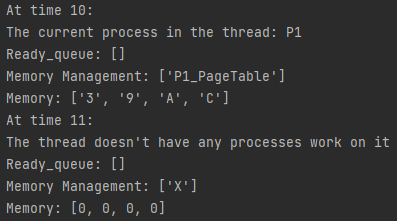 At time 10:
The current process in the thread: P1
Ready_queue: []
Memory Management: ['P1_PageTable']
Memory: ['3', '9', 'A', 'C']
At time 11:
The thread doesn't have any processes work on it
Ready_queue: []
Memory Management: ['X']
Memory: [0, 0, 0, 0]